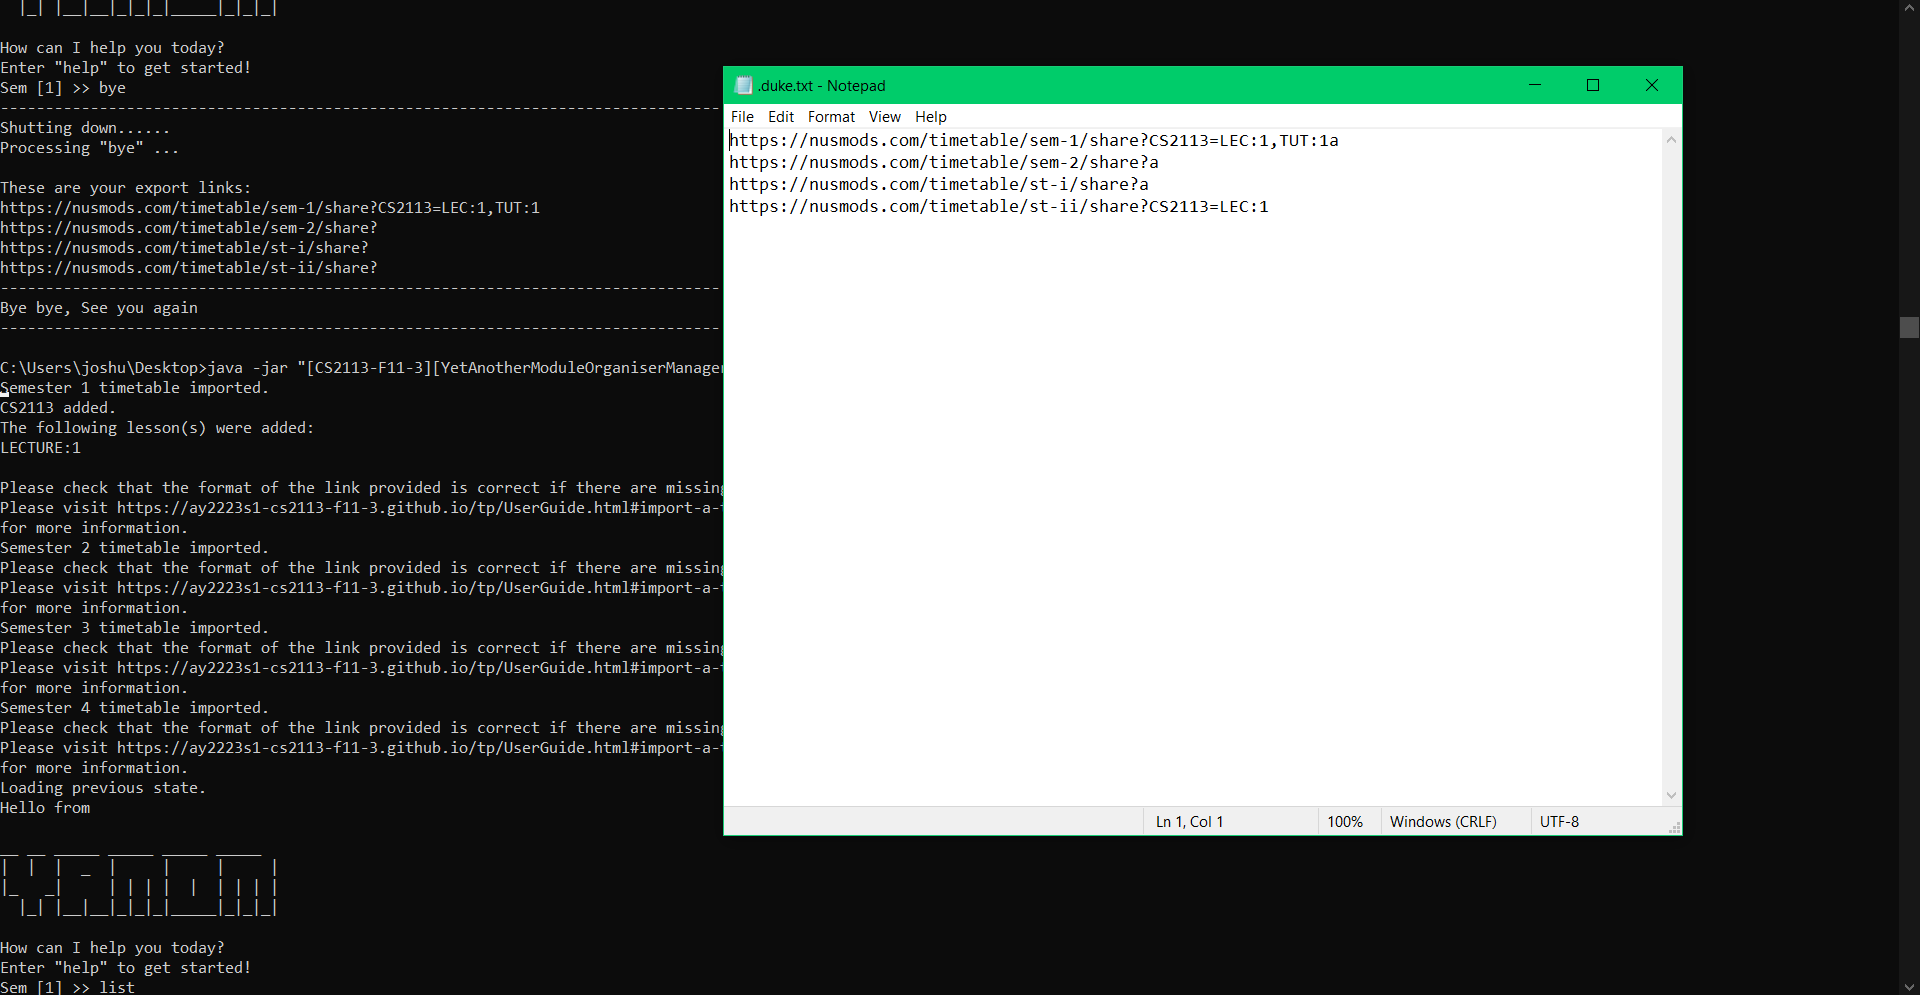 How can I help you today?
Enter "help" to get started!
Sem [1] >> bye
Shutting down......
Processing "bye" ...
These are your export links:
https://nusmods.com/timetable/sem-1/share?CS2113=LEC:1,TUT:1
https://nusmods.com/timetable/sem-2/share?
https://nusmods.com/timetable/st-i/share?
https://nusmods.com/timetable/st-ii/share?
Bye bye, See you again
C:\Users\joshu\Desktop>java -jar "[CS2113-F11-3][YetAnotherModuleOrganiserManager
Semester 1 timetable imported.
CS2113 added.
The following lesson(s) were added:
LECTURE:1
Please check that the format of the link provided is correct if there are missing
Please visit https://ay2223s1-cs2113-f11-3.github.io/tp/UserGuide.html#import-a-
for more information.
Semester 2 timetable imported.
Please check that the format of the link provided is correct if there are missing
Please visit https://ay2223s1-cs2113-f11-3.github.io/tp/UserGuide.html#import-a-
for more information.
Semester 3 timetable imported.
Please check that the format of the link provided is correct if there are missing
Please visit https://ay2223s1-cs2113-f11-3.github.io/tp/UserGuide.html#import-a-
for more information.
Semester 4 timetable imported.
Please check that the format of the link provided is correct if there are missing
Please visit https://ay2223s1-cs2113-f11-3.github.io/tp/UserGuide.html#import-a-
for more information.
Loading previous state.
Hello from
YAMOM
How can I help you today?
Enter "help" to get started!
Sem [1] >> list
.duke.txt - Notepad
File Edit Format View Help
https://nusmods.com/timetable/sem-1/share?CS2113=LEC:1,TUT:1a
https://nusmods.com/timetable/sem-2/share?a
https://nusmods.com/timetable/st-i/share?a
https://nusmods.com/timetable/st-ii/share?CS2113=LEC:1
Ln 1, Col 1 100% Windows (CRLF) UTF-8